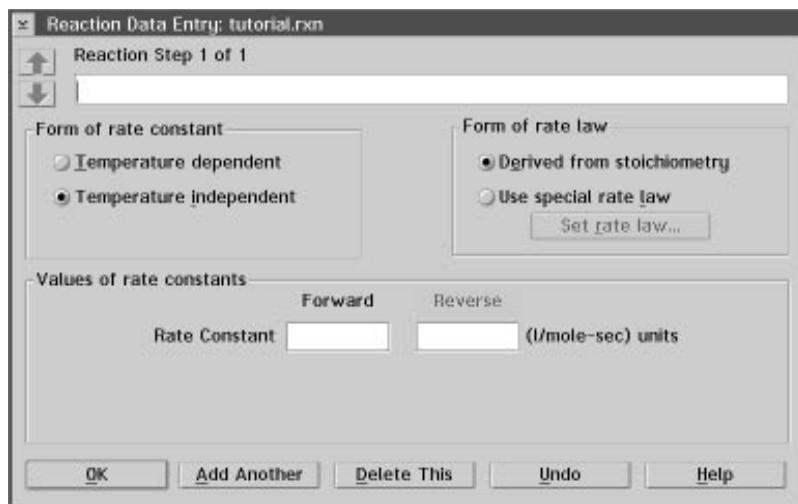 Reaction Data Entry: tutorial.rxn
Reaction Step 1 of 1
Form of rate constant
Temperature dependent
Temperature independent
Form of rate law
Derived from stoichiometry
Use special rate law
Set rate law...
Values of rate constants
Forward Reverse
Rate Constant (l/mole-sec) units
OK Add Another Delete This Undo Help